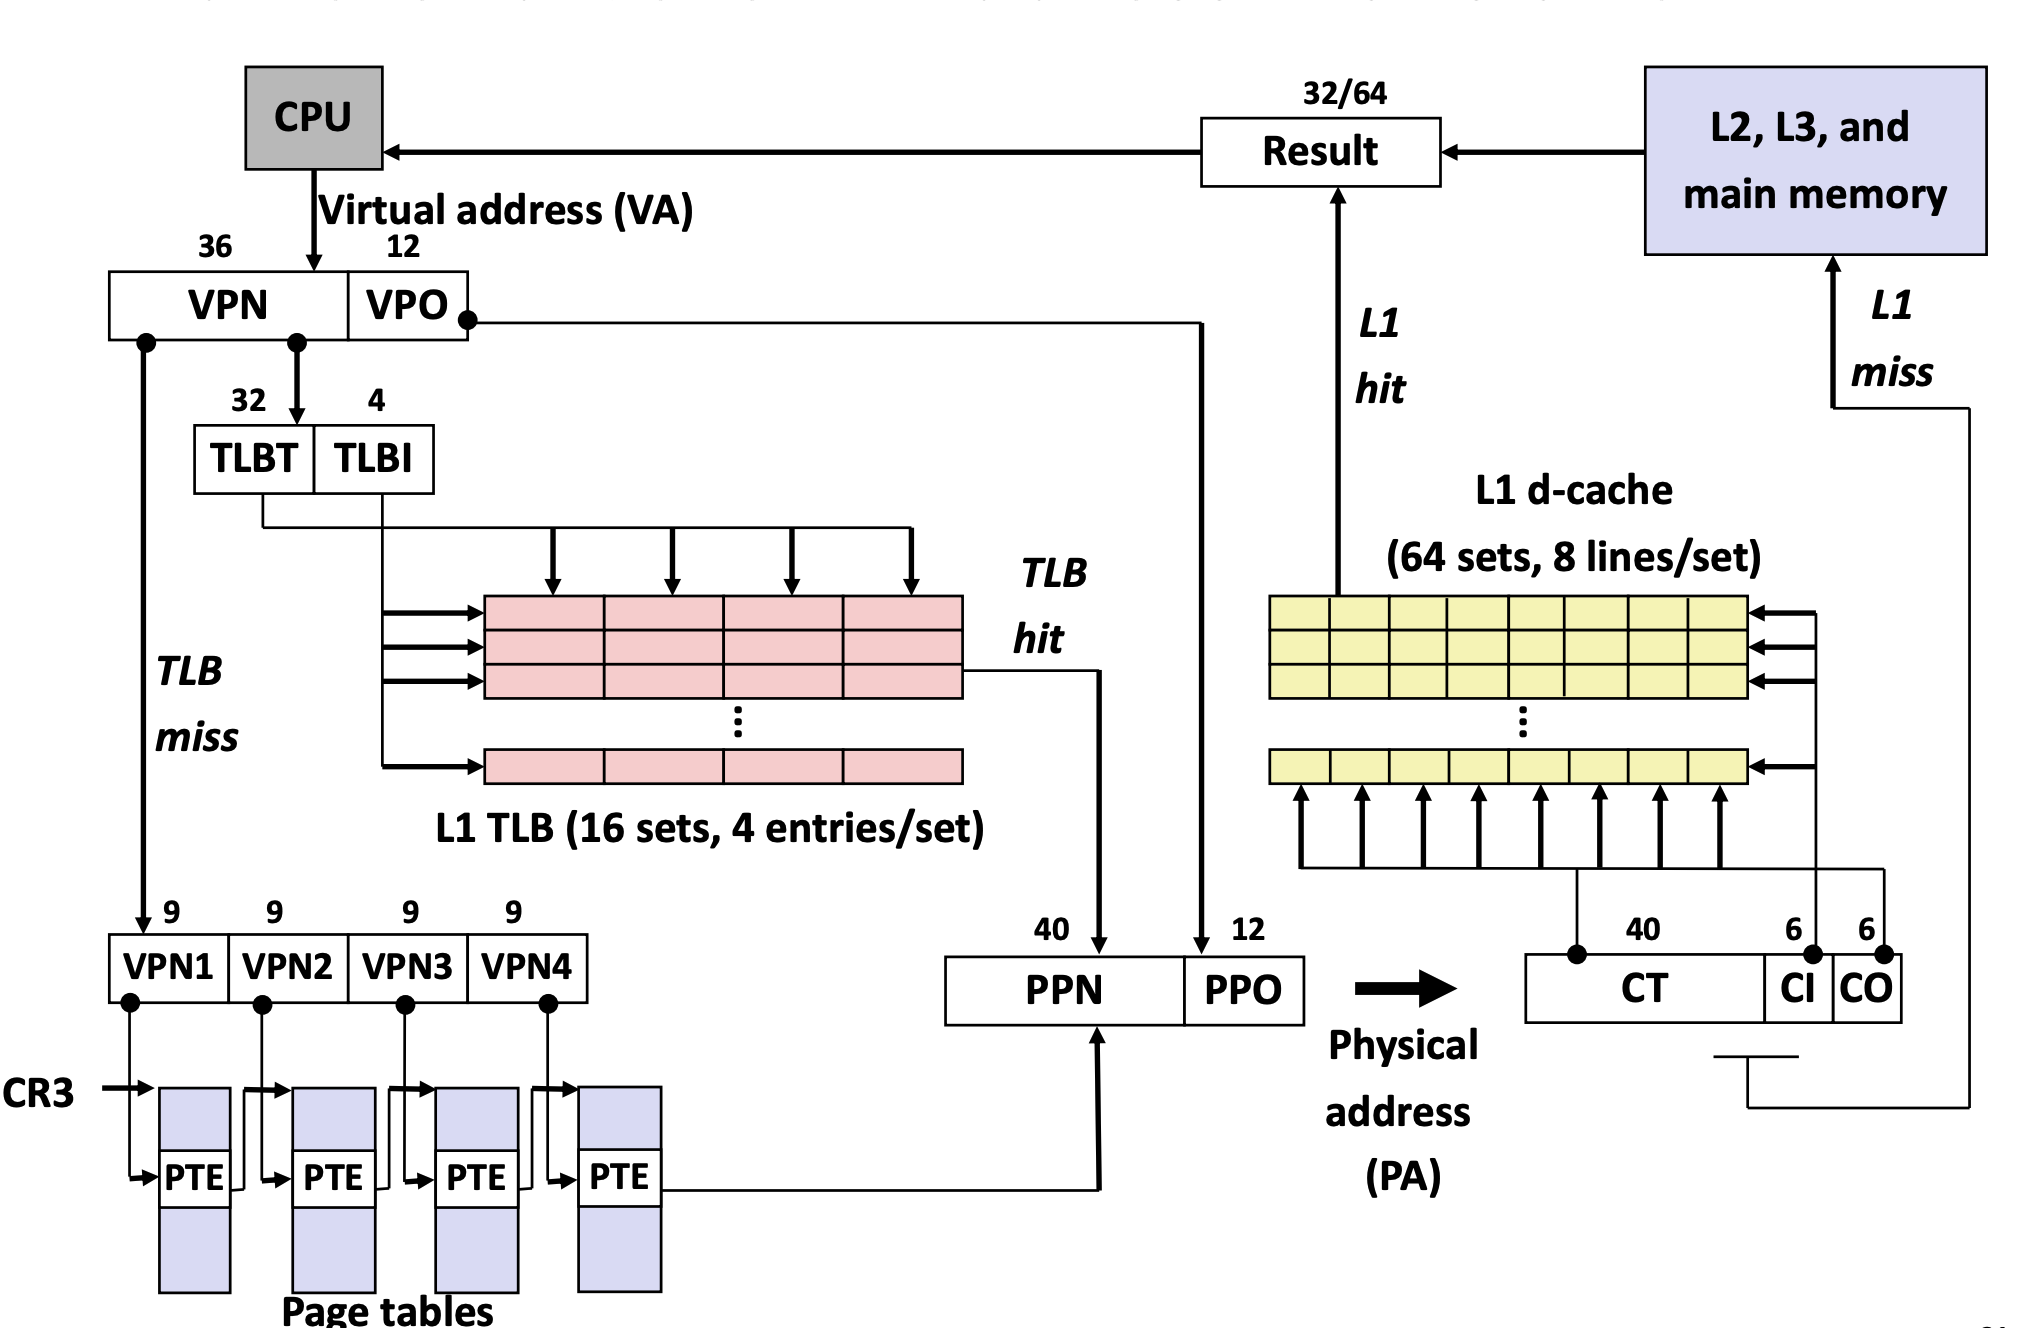 32/64
CPU
Result
L2, L3, and
main memory
Virtual address (VA)
36
12
VPN
VPO
L1
hit
L1
miss
32
4
TLBT
TLBI
L1 d-cache
(64 sets, 8 lines/set)
TLB
hit
TLB
miss
L1 TLB (16 sets, 4 entries/set)
9
9
9
9
VPN1
VPN2
VPN3
VPN4
40
12
PPN
PPO
40
6
6
CT
CI
CO
Physical
address
(PA)
CR3
PTE
PTE
PTE
PTE
Page tables